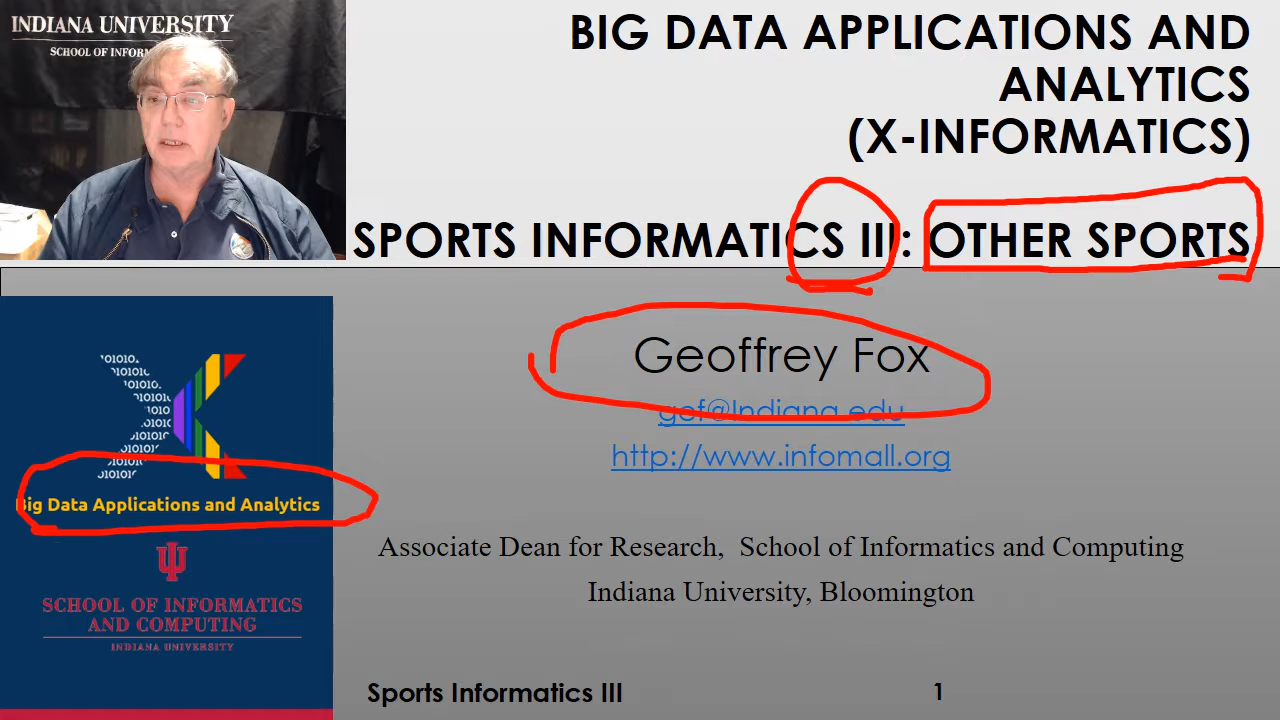 INDIANA UNIVERSITY
SCHOOL OF INFORM
BIG DATA APPLICATIONS AND
ANALYTICS
(X-INFORMATICS)
SPORTS INFORMATICS III: OTHER SPORTS
Geoffrey Fox
gcf@Indiana.edu
http://www.infomall.org
Associate Dean for Research, School of Informatics and Computing
Indiana University, Bloomington
Big Data Applications and Analytics
SCHOOL OF INFORMATICS
AND COMPUTING
INDIANA UNIVERSITY
Sports Informatics III
1